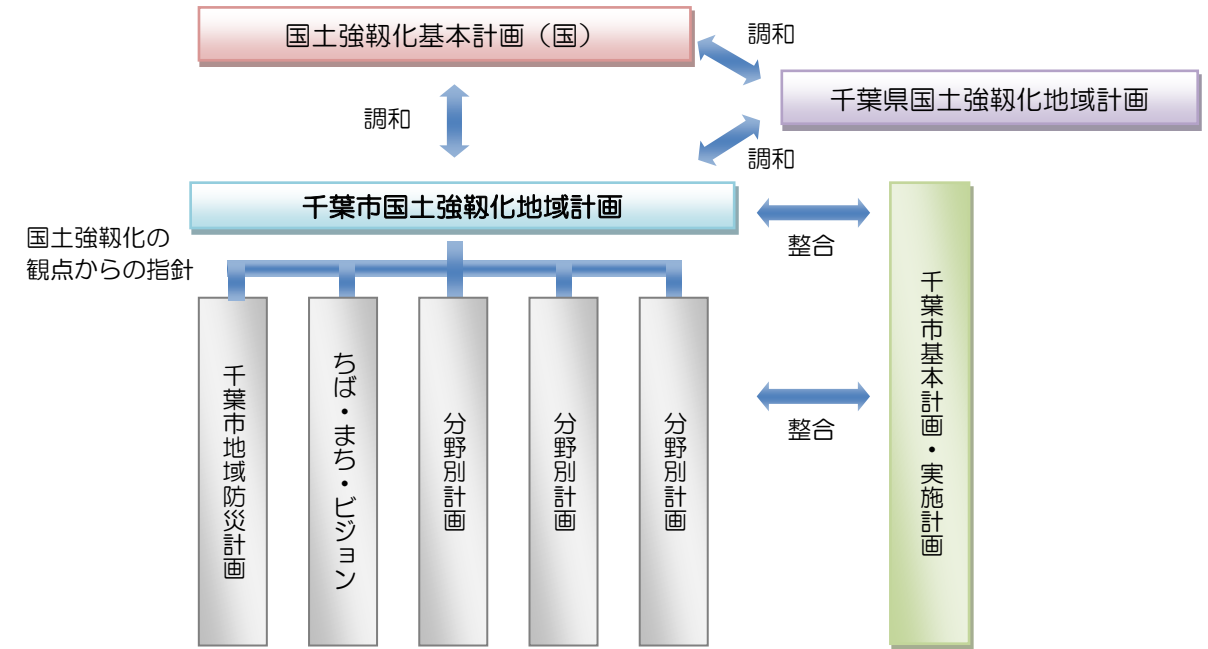 国土強靱化基本計画（国）
調和
千葉県国土強靱化地域計画
調和
調和
千葉市国土強靱化地域計画
整合
国土強靱化の
観点からの指針
千葉市地域防災計画
ちば・まち・ビジョン
分野別計画
分野別計画
分野別計画
整合
千葉市基本計画・実施計画